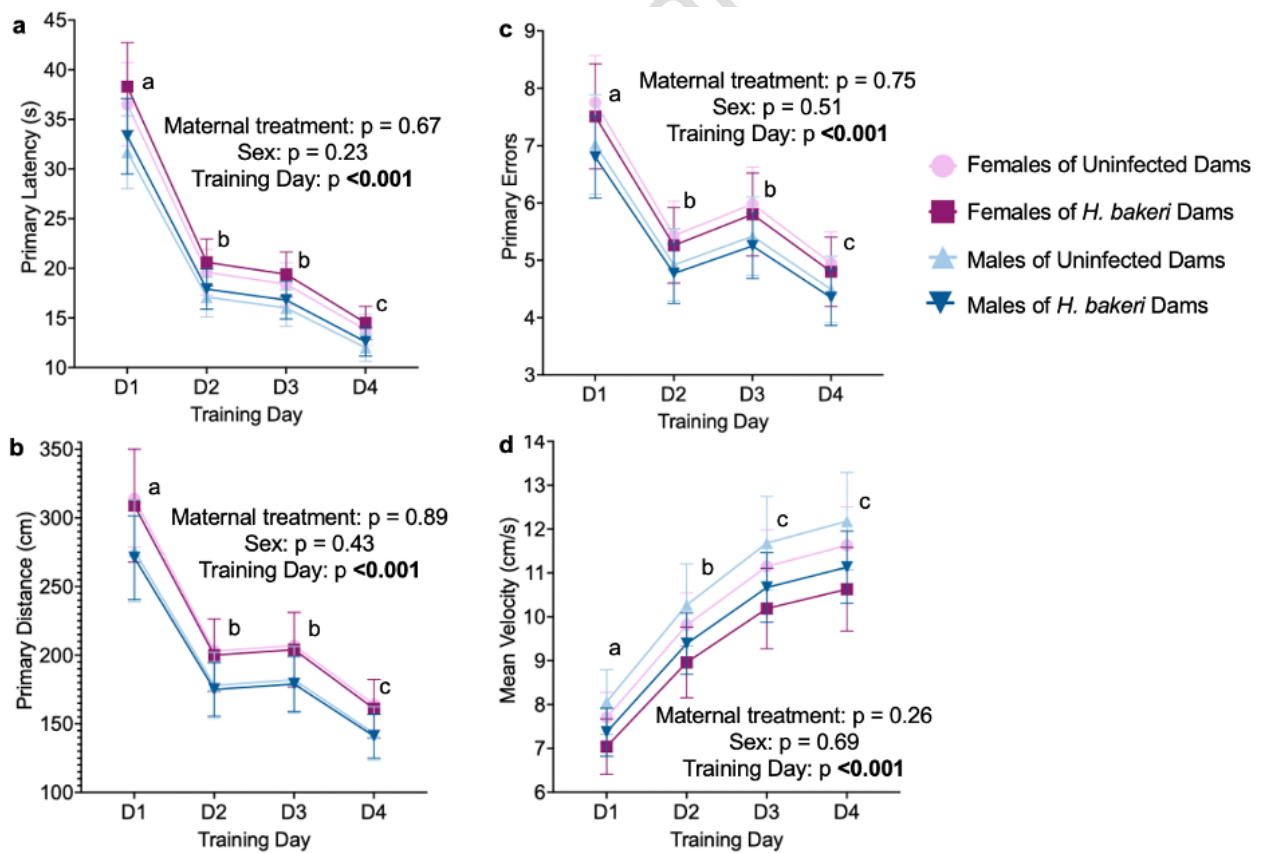 a
Primary Latency (s)
45
40
35
30
25
20
15
10
a
b
b
c
Maternal treatment: p = 0.67
Sex: p = 0.23
Training Day: p <0.001
D1 D2 D3 D4
Training Day
c
Primary Errors
9
8
7
6
5
4
3
a
b
b
c
Maternal treatment: p = 0.75
Sex: p = 0.51
Training Day: p <0.001
D1 D2 D3 D4
Training Day
Females of Uninfected Dams
Females of H. bakeri Dams
Males of Uninfected Dams
Males of H. bakeri Dams
b
Primary Distance (cm)
350
300
250
200
150
100
a
b
b
c
Maternal treatment: p = 0.89
Sex: p = 0.43
Training Day: p <0.001
D1 D2 D3 D4
Training Day
d
Mean Velocity (cm/s)
14
13
12
11
10
9
8
7
6
a
b
c
c
Maternal treatment: p = 0.26
Sex: p = 0.69
Training Day: p <0.001
D1 D2 D3 D4
Training Day